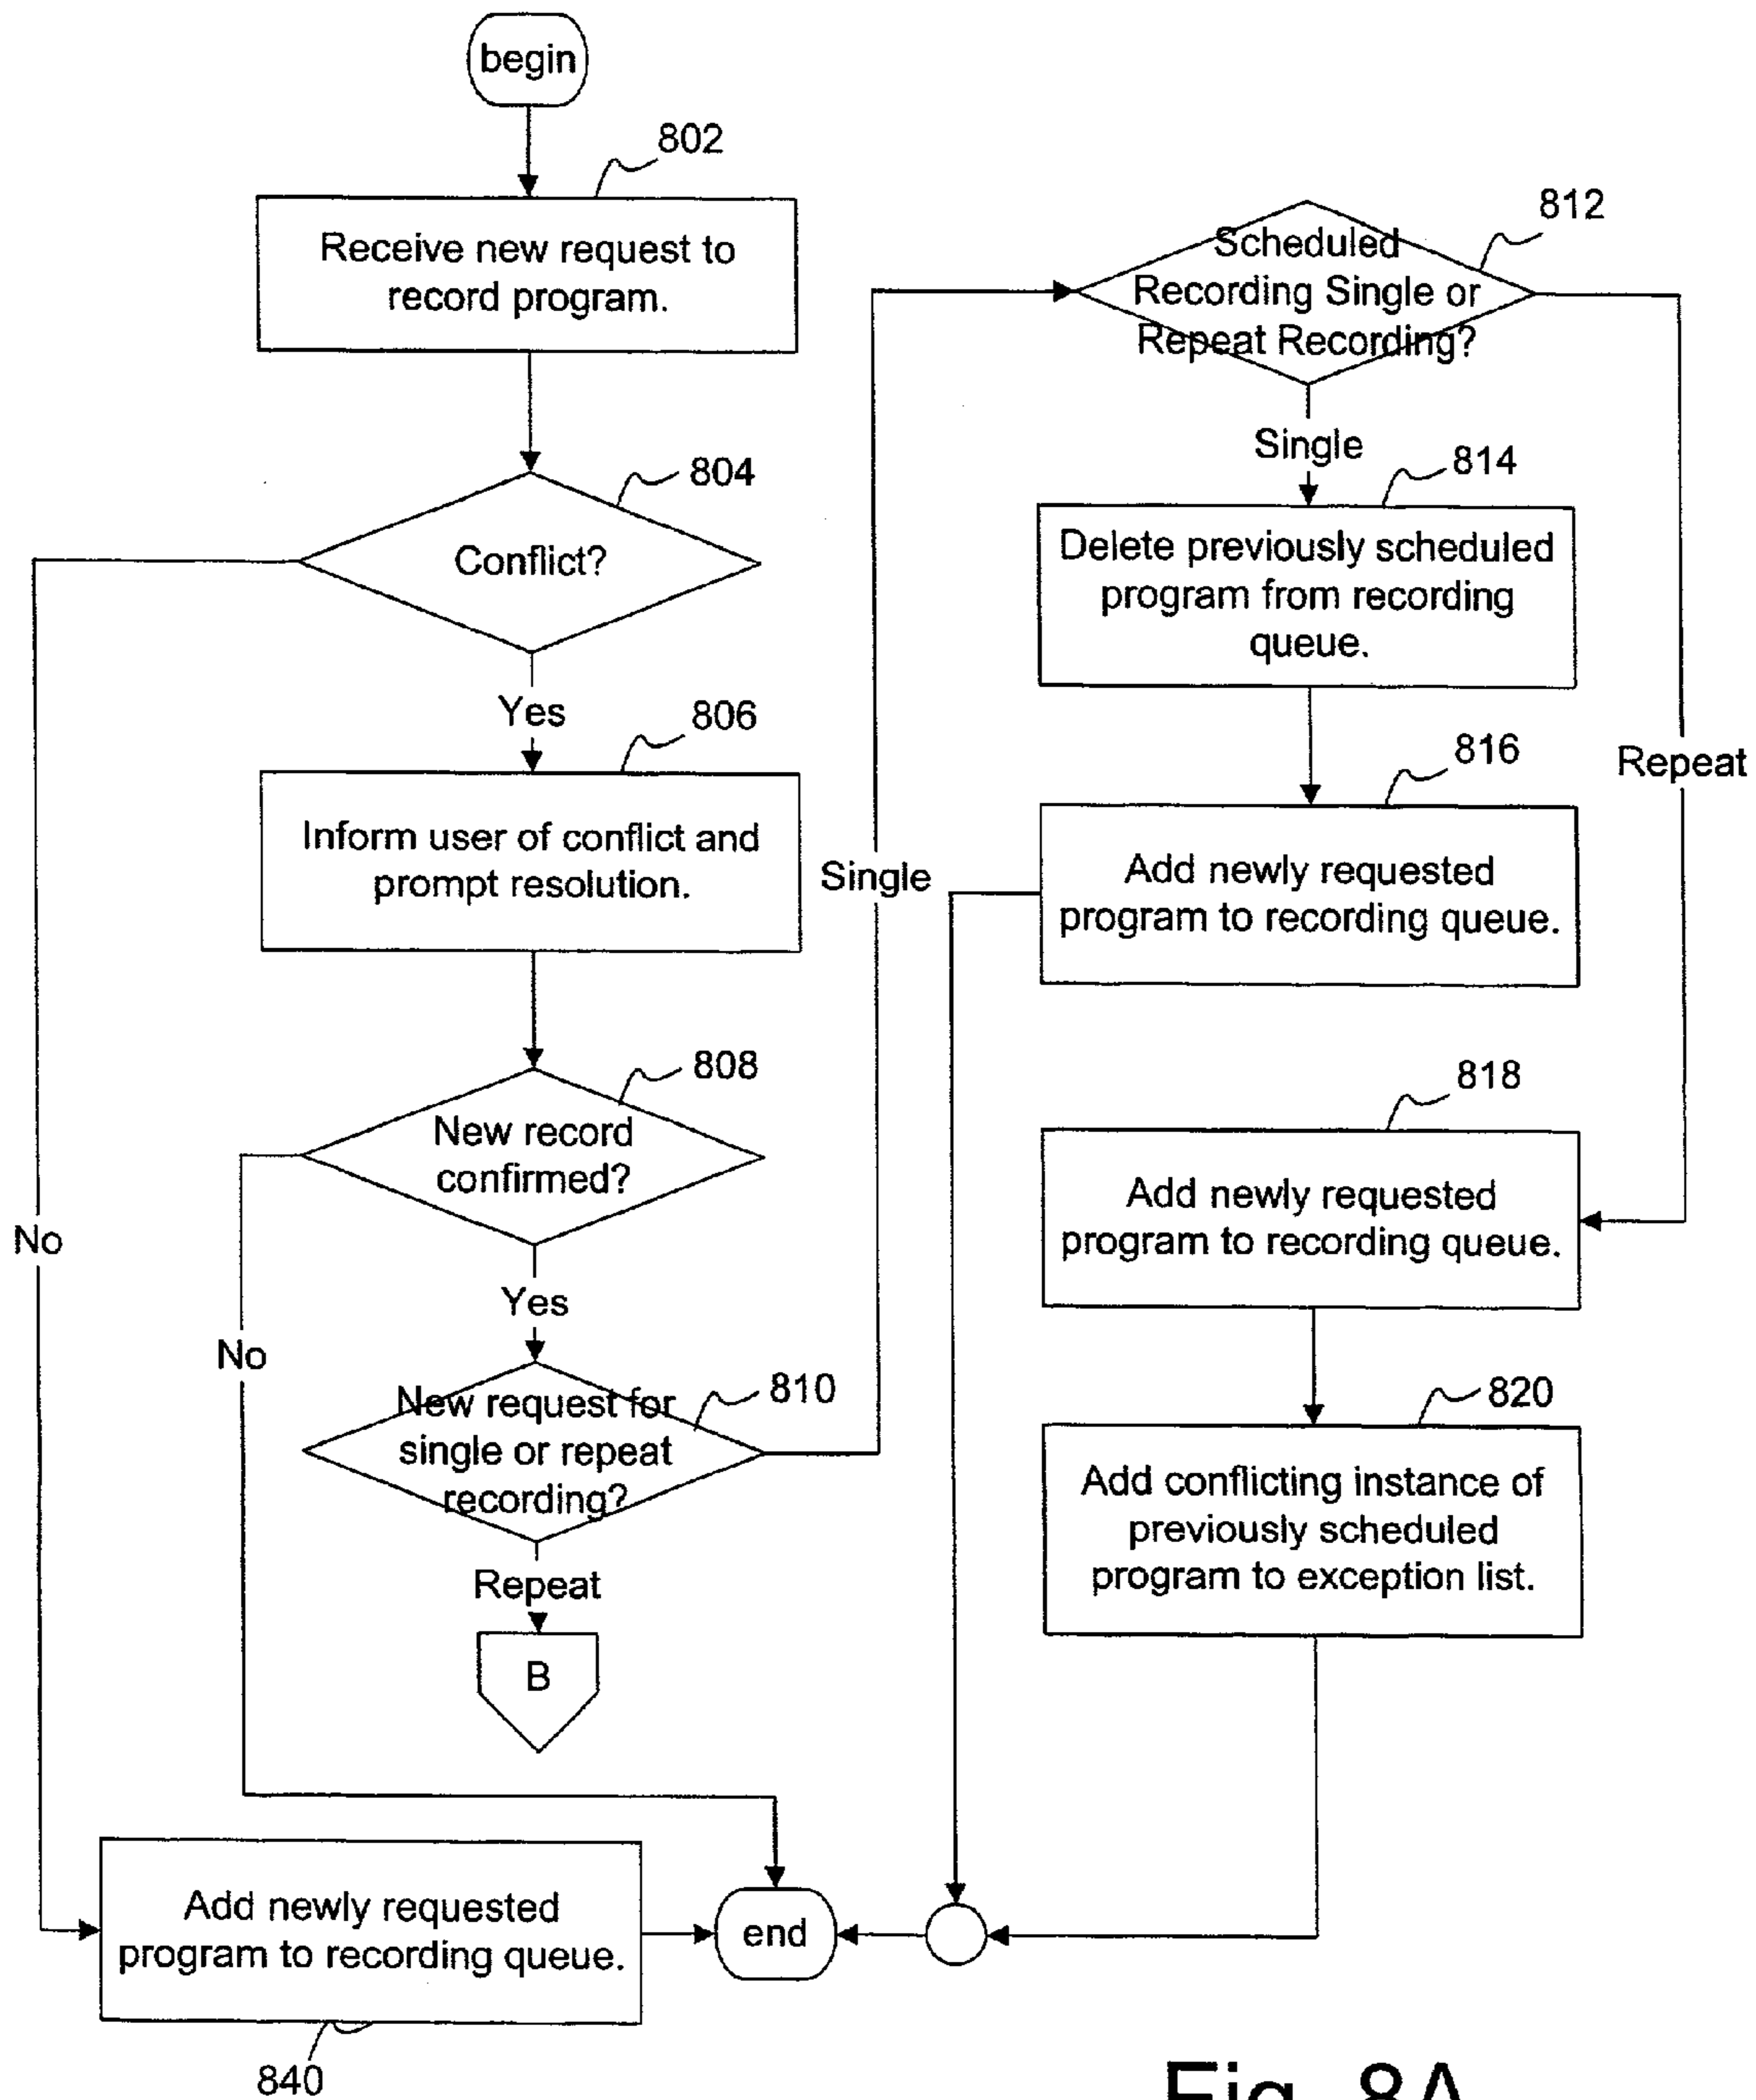 begin
802
Receive new request to
record program.
804
Conflict?
Yes
No
806
Inform user of conflict and
prompt resolution.
808
New record
confirmed?
Yes
No
810
New request for
single or repeat
recording?
Single
Repeat
B
812
Scheduled
Recording Single or
Repeat Recording?
Single
Repeat
814
Delete previously scheduled
program from recording
queue.
816
Add newly requested
program to recording queue.
818
Add newly requested
program to recording queue.
820
Add conflicting instance of
previously scheduled
program to exception list.
Add newly requested
program to recording queue.
840
end
Fig. 8A